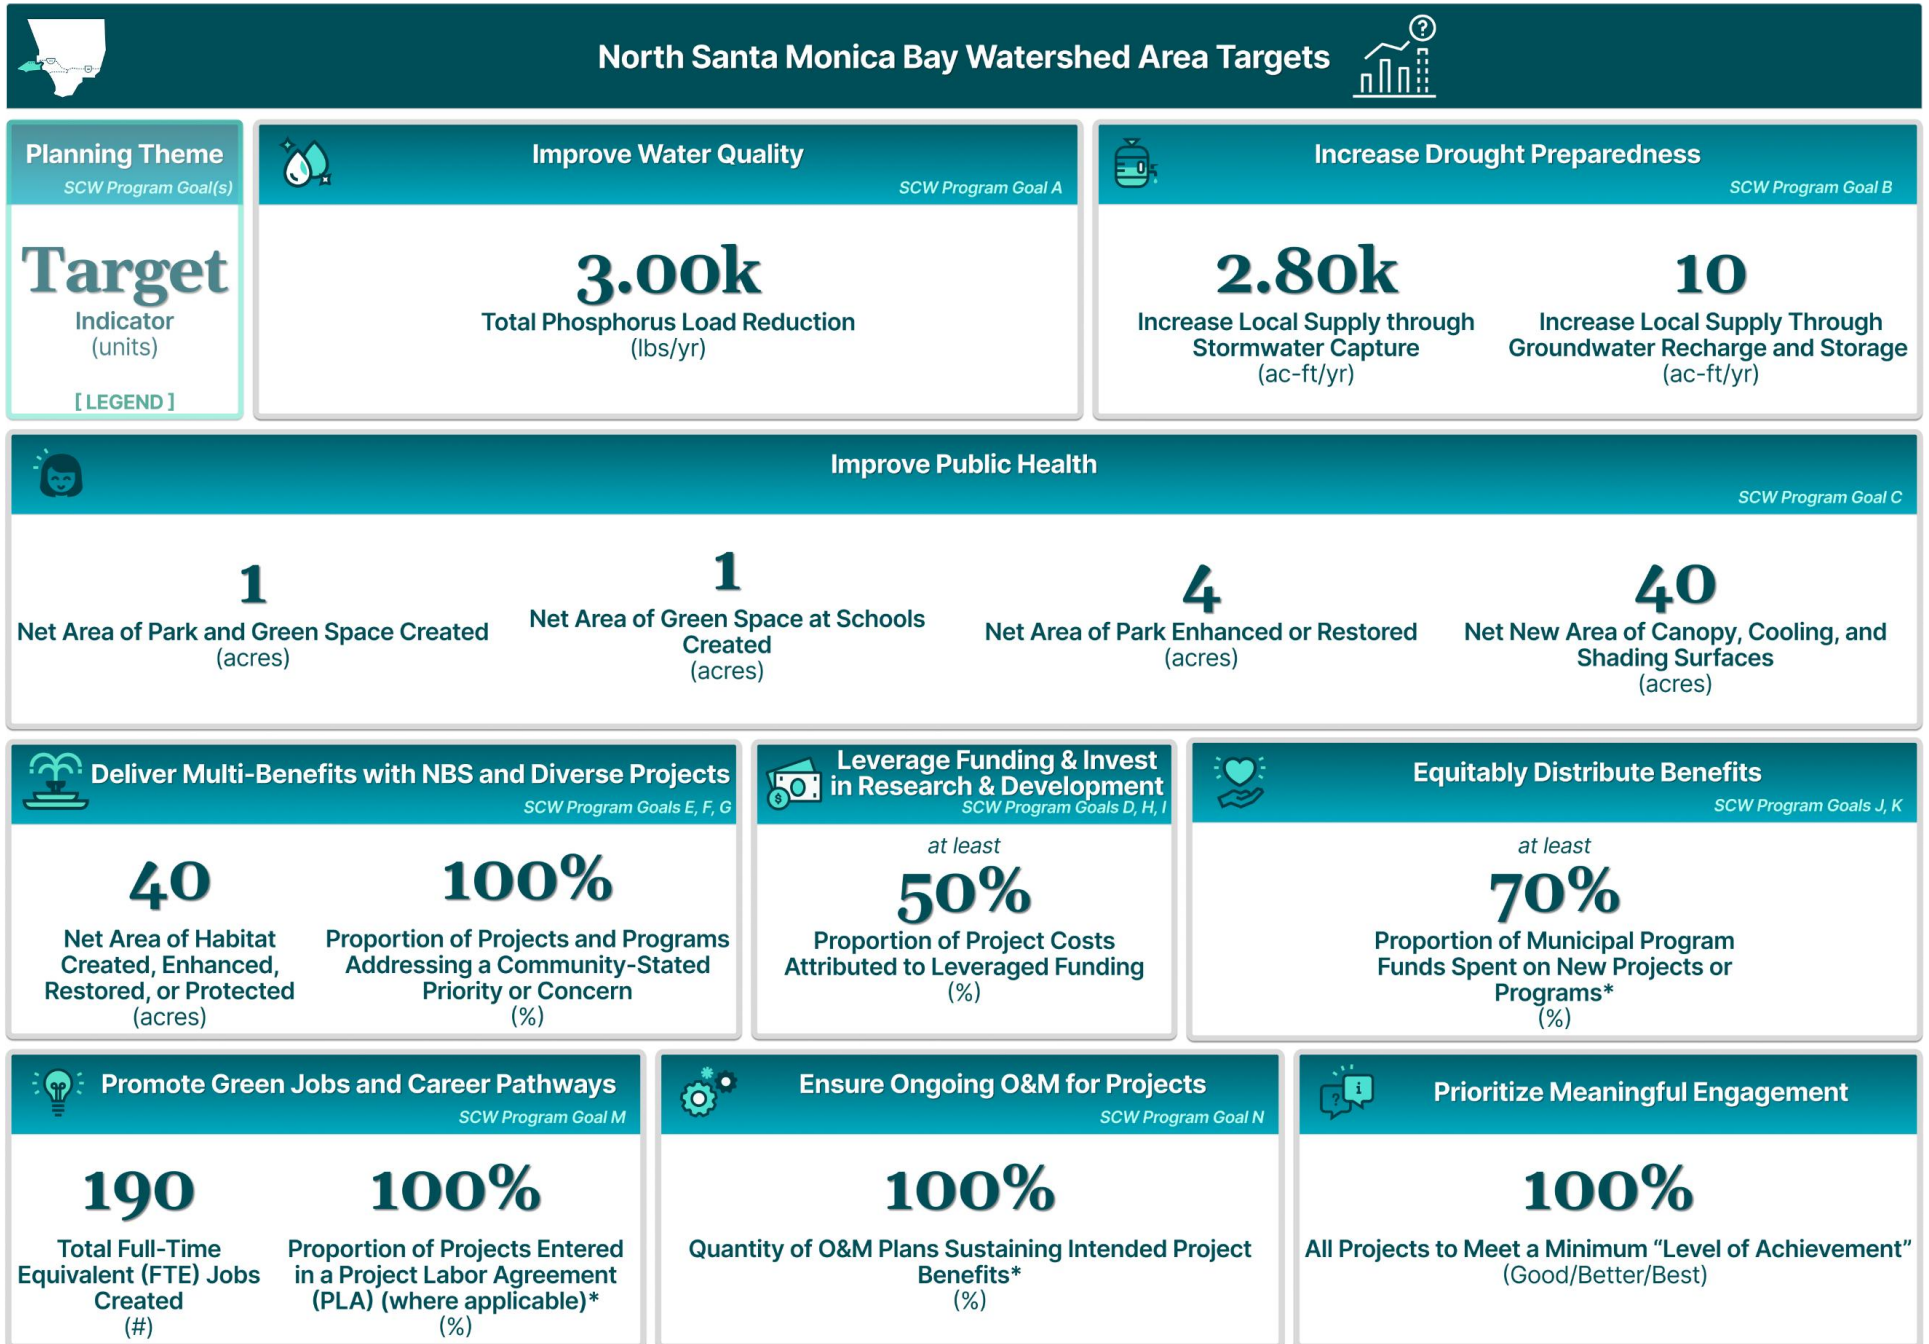 North Santa Monica Bay Watershed Area Targets
?
Planning Theme
SCW Program Goal(s)
Target
Indicator
(units)
[ LEGEND ]
Improve Water Quality
SCW Program Goal A
3.00k
Total Phosphorus Load Reduction
(lbs/yr)
Increase Drought Preparedness
SCW Program Goal B
2.80k
Increase Local Supply through
Stormwater Capture
(ac-ft/yr)
10
Increase Local Supply Through
Groundwater Recharge and Storage
(ac-ft/yr)
Improve Public Health
SCW Program Goal C
1
Net Area of Park and Green Space Created
(acres)
1
Net Area of Green Space at Schools
Created
(acres)
4
Net Area of Park Enhanced or Restored
(acres)
40
Net New Area of Canopy, Cooling, and
Shading Surfaces
(acres)
Deliver Multi-Benefits with NBS and Diverse Projects
SCW Program Goals E, F, G
40
Net Area of Habitat
Created, Enhanced,
Restored, or Protected
(acres)
100%
Proportion of Projects and Programs
Addressing a Community-Stated
Priority or Concern
(%)
$
Leverage Funding & Invest
in Research & Development
SCW Program Goals D, H, I
at least
50%
Proportion of Project Costs
Attributed to Leveraged Funding
(%)
Equitably Distribute Benefits
SCW Program Goals J, K
at least
70%
Proportion of Municipal Program
Funds Spent on New Projects or
Programs*
(%)
Promote Green Jobs and Career Pathways
SCW Program Goal M
190
Total Full-Time
Equivalent (FTE) Jobs
Created
(#)
100%
Proportion of Projects Entered
in a Project Labor Agreement
(PLA) (where applicable)*
(%)
Ensure Ongoing O&M for Projects
SCW Program Goal N
100%
Quantity of O&M Plans Sustaining Intended Project
Benefits*
(%)
? i
Prioritize Meaningful Engagement
100%
All Projects to Meet a Minimum “Level of Achievement”
(Good/Better/Best)